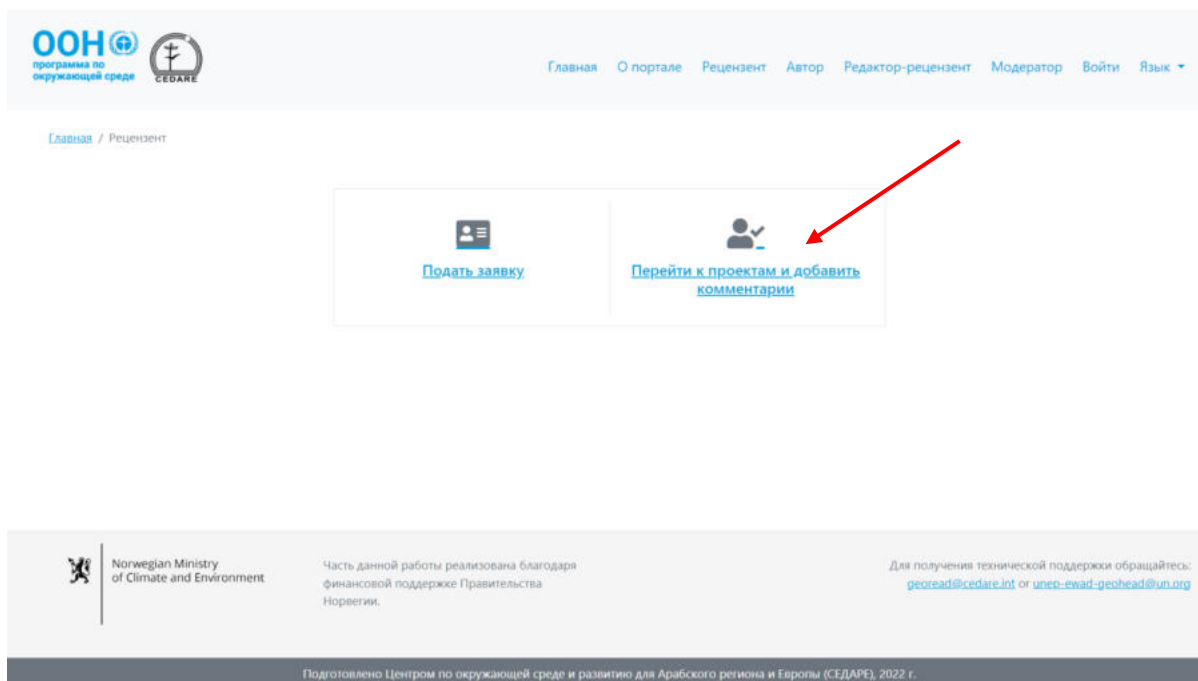 ООН
программа по
окружающей среде
CEDARE
Главная О портале Рецензент Автор Редактор-рецензент Модератор Войти Язык
Главная / Рецензент
Подать заявку
Перейти к проектам и добавить
комментарии
Norwegian Ministry
of Climate and Environment
Часть данной работы реализована благодаря
финансовой поддержке Правительства
Норвегии.
Для получения технической поддержки обращайтесь:
georead@cedare.int or unep-ewad-geohead@un.org
Подготовлено Центром по окружающей среде и развитию для Арабского региона и Европы (СЕДАРЕ), 2022 г.